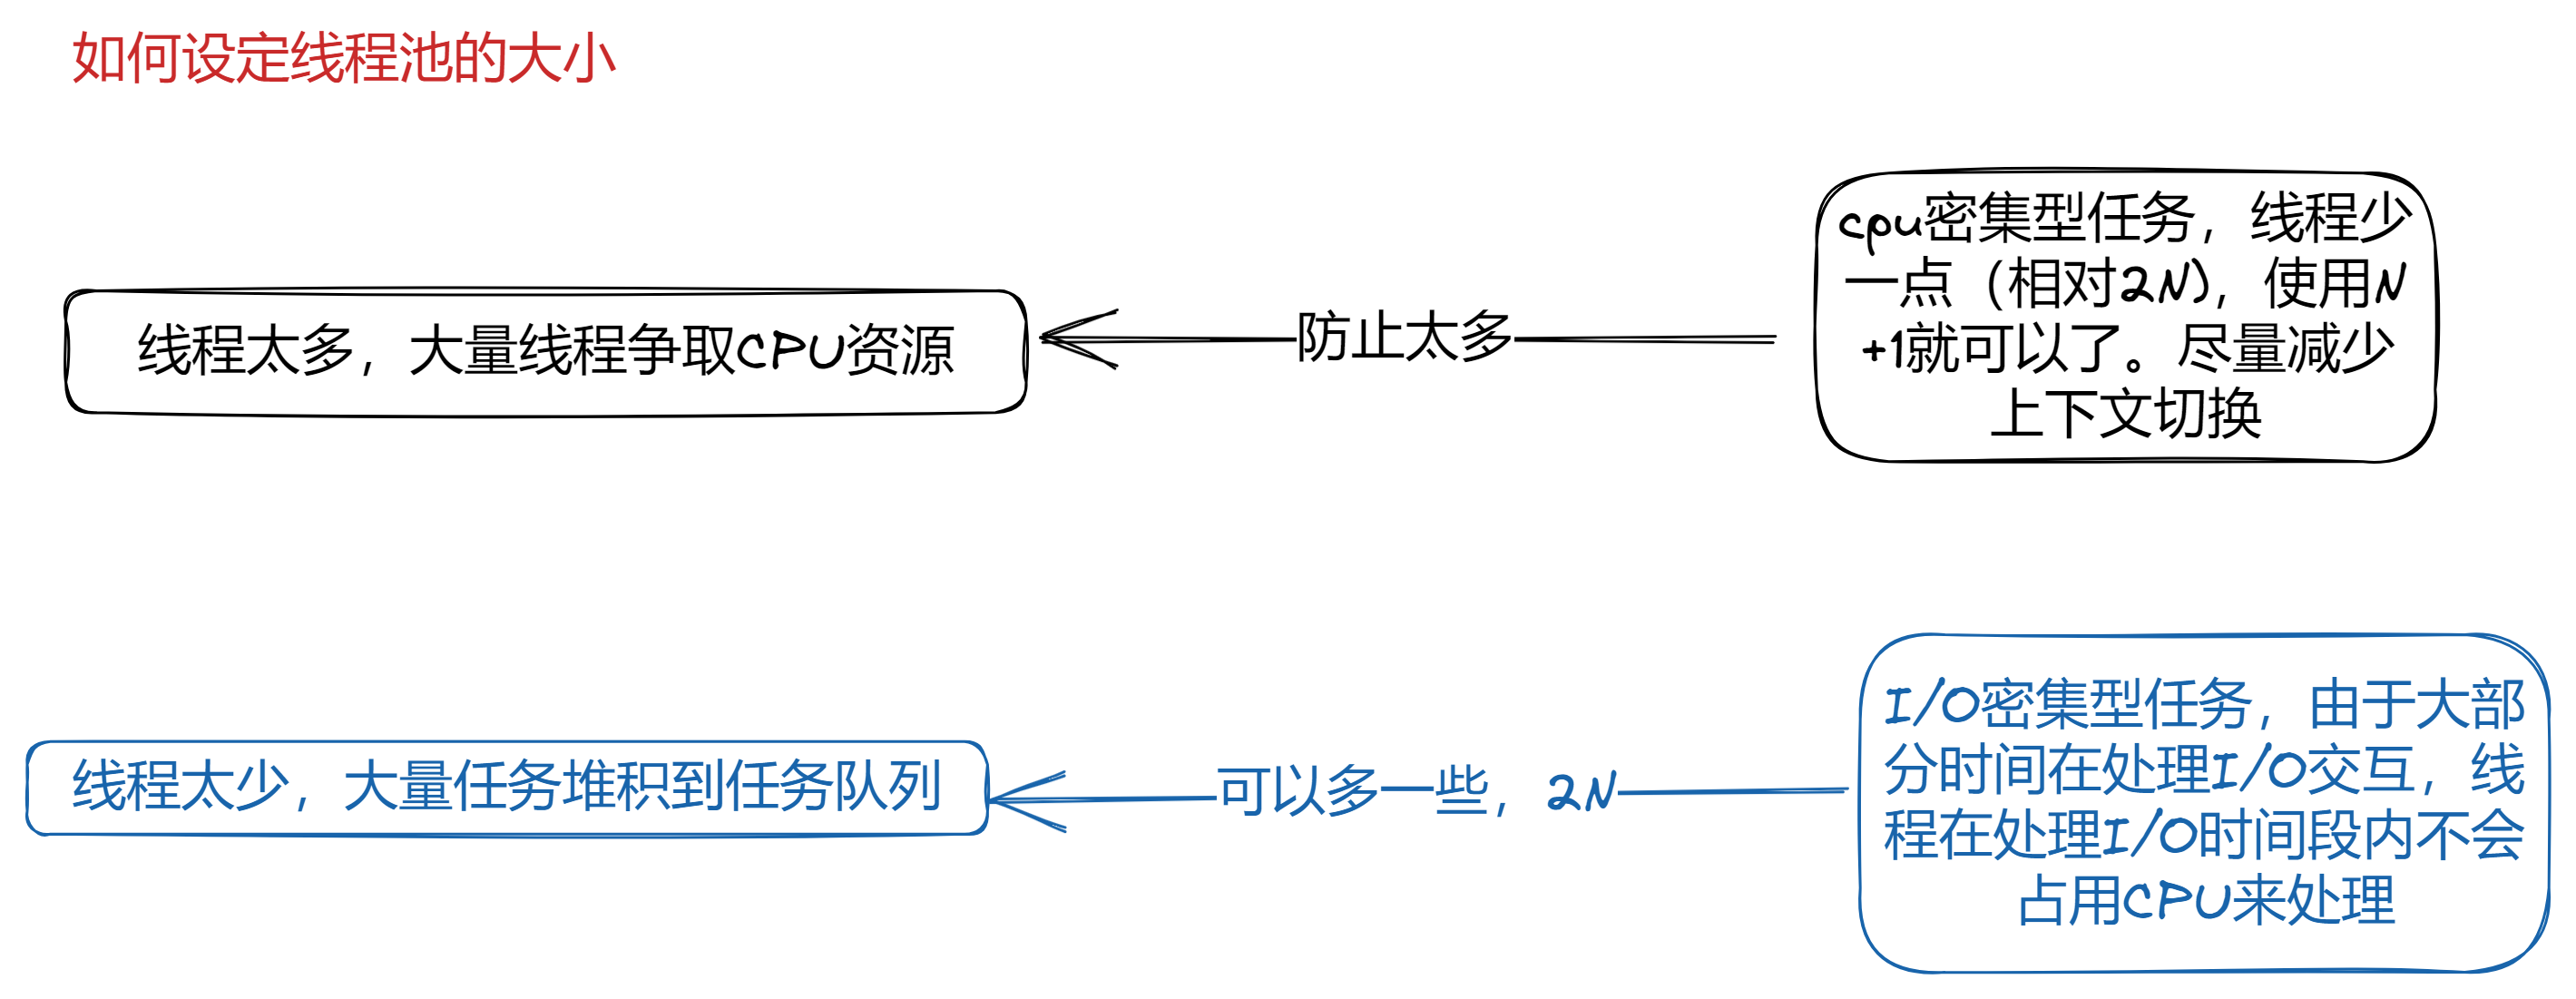 如何设定线程池的大小
cpu密集型任务，线程少
一点（相对2N），使用N
+1就可以了。尽量减少
上下文切换
线程太多，大量线程争取CPU资源
防止太多
I/O密集型任务，由于大部
分时间在处理I/O交互，线
程在处理I/O时间段内不会
占用CPU来处理
线程太少，大量任务堆积到任务队列
可以多一些，2N